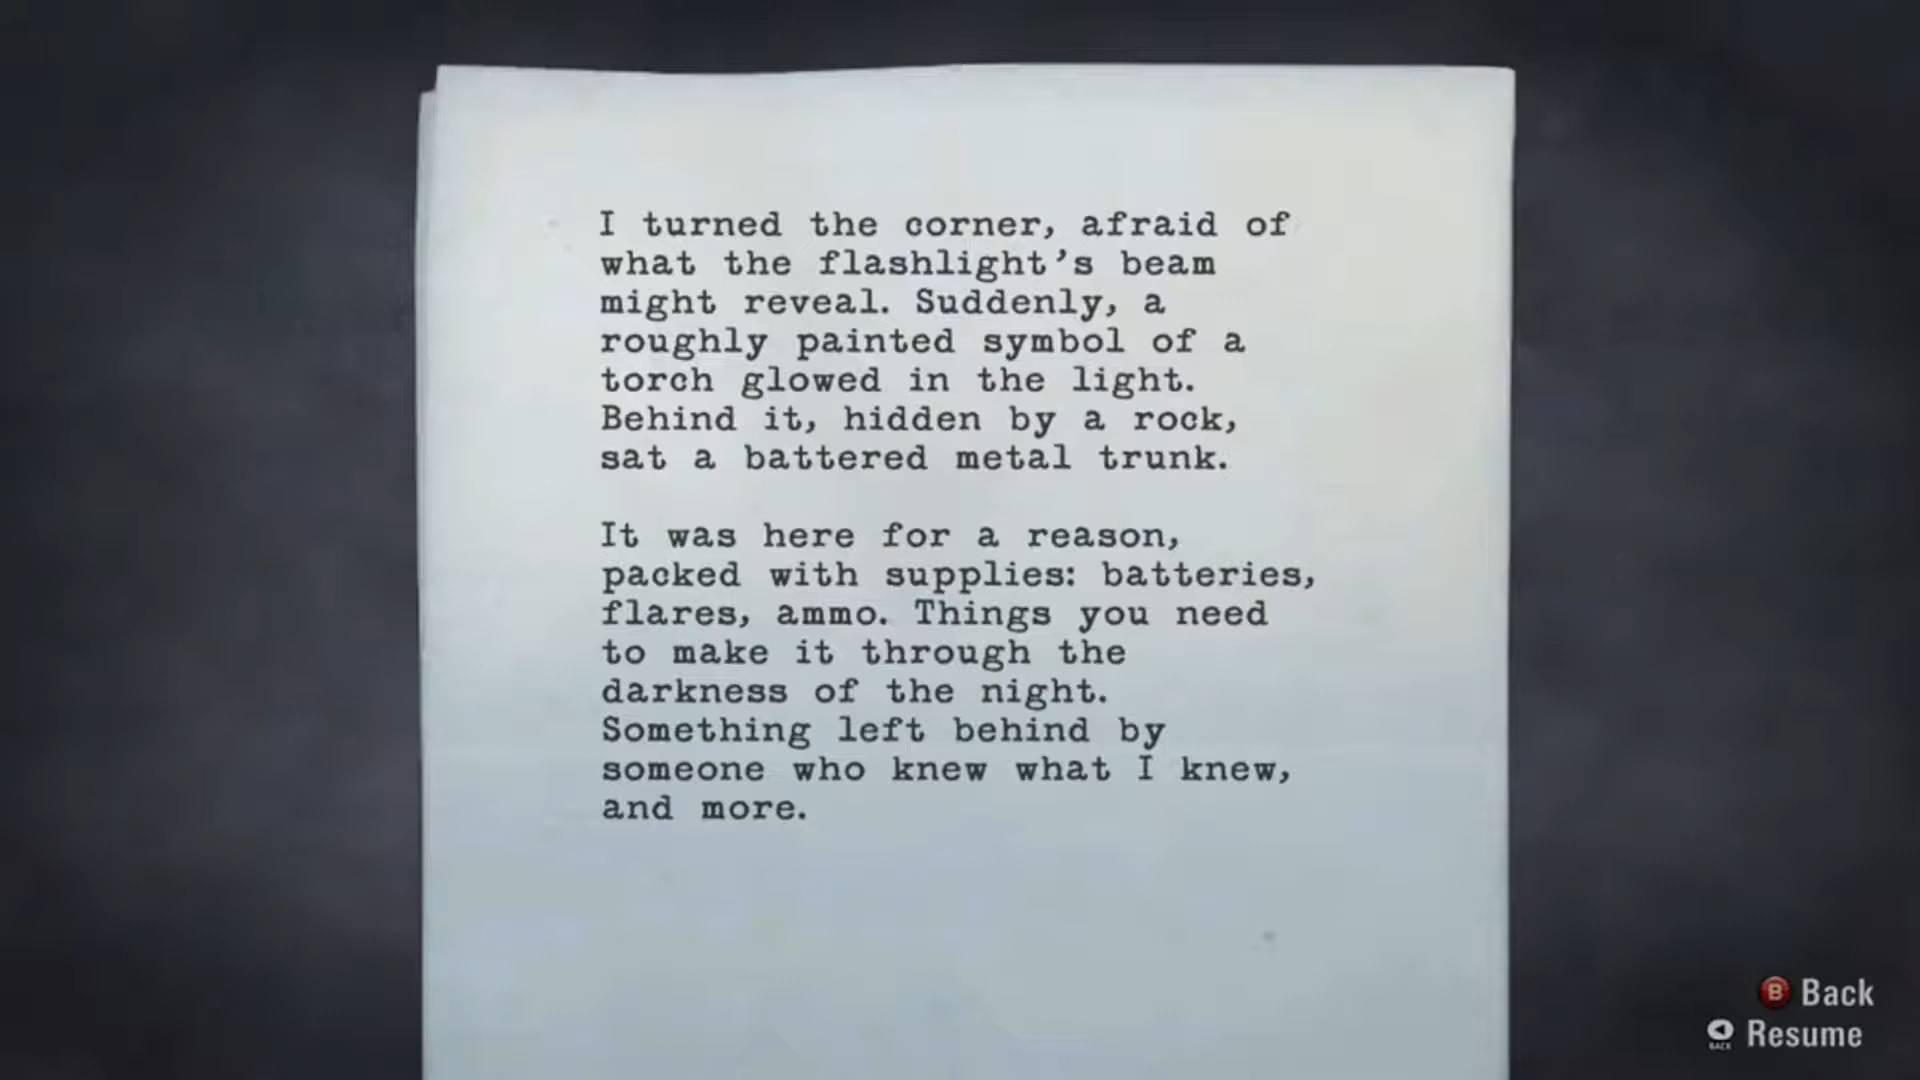 I turned the corner, afraid of
what the flashlight's beam
might reveal. Suddenly, a
roughly painted symbol of a
torch glowed in the light.
Behind it, hidden by a rock,
sat a battered metal trunk.
It was here for a reason,
packed with supplies: batteries,
flares, ammo. Things you need
to make it through the
darkness of the night.
Something left behind by
someone who knew what I knew,
and more.
B Back
BACK Resume